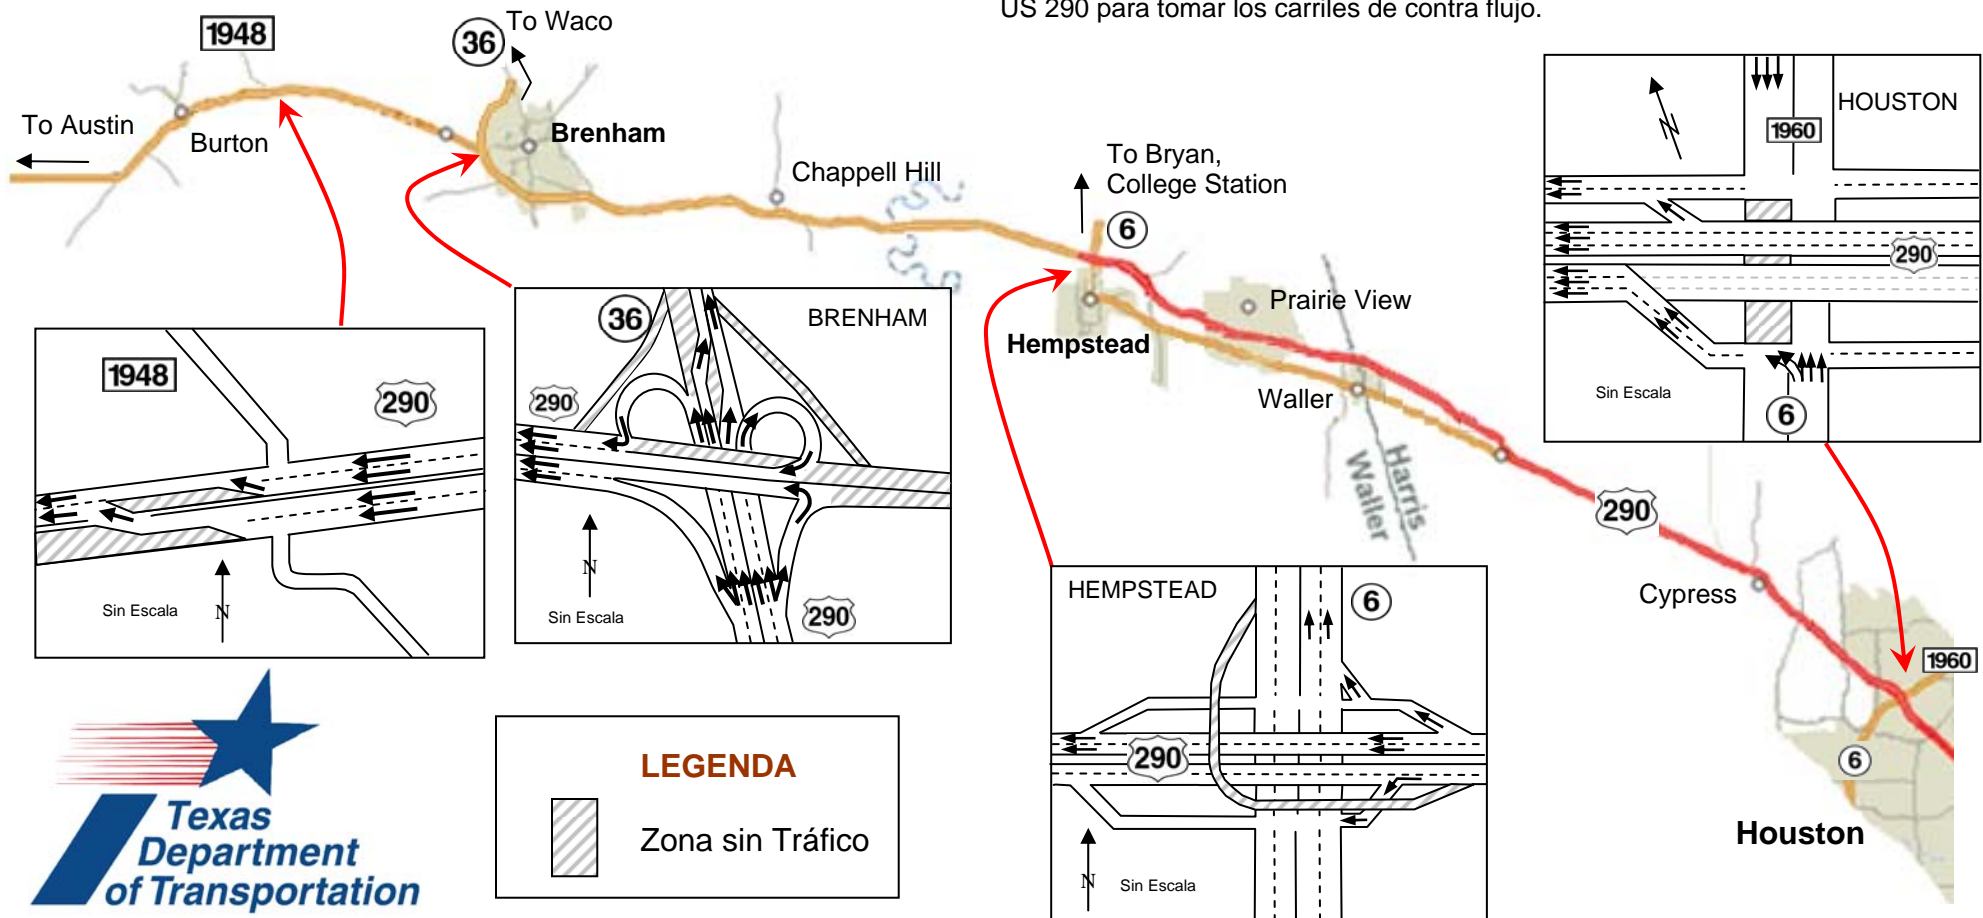 US 290 para tomar los carriles de contra flujo.
1948
36
To Waco
To Austin
Burton
Brenham
Chappell Hill
To Bryan,
College Station
6
Prairie View
Hempstead
Waller
Harris
Waller
290
Cypress
1960
6
Houston
HOUSTON
1960
290
Sin Escala
6
1948
290
Sin Escala
N
36
BRENHAM
290
N
Sin Escala
290
HEMPSTEAD
6
290
N
Sin Escala
LEGENDA
Zona sin Tráfico
Texas
Department
of Transportation